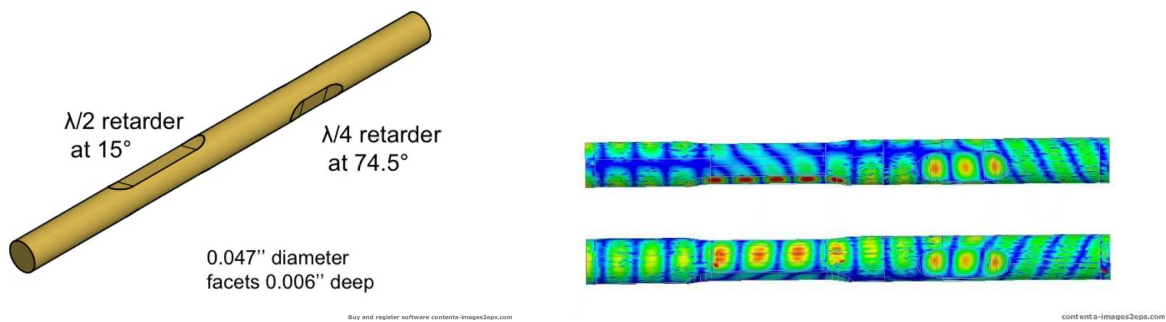 λ/2 retarder
at 15°
λ/4 retarder
at 74.5°
0.047’’ diameter
facets 0.006’’ deep
Buy and register software contenta-images2eps.com
contenta-images2eps.com